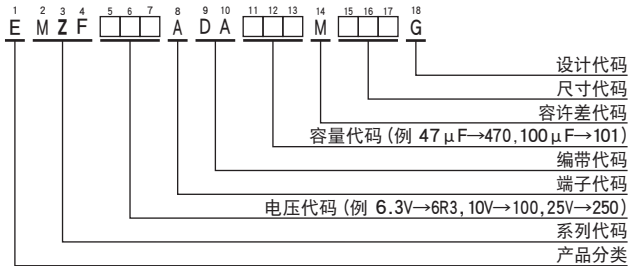 1 2 3 4 5 6 7 8 9 10 11 12 13 14 15 16 17 18
E M Z F □□□ A D A □□□ M □□□ G
设计代码
尺寸代码
容许差代码
容量代码 (例 47μF→470,100μF→101)
编带代码
端子代码
电压代码 (例 6.3V→6R3,10V→100,25V→250)
系列代码
产品分类